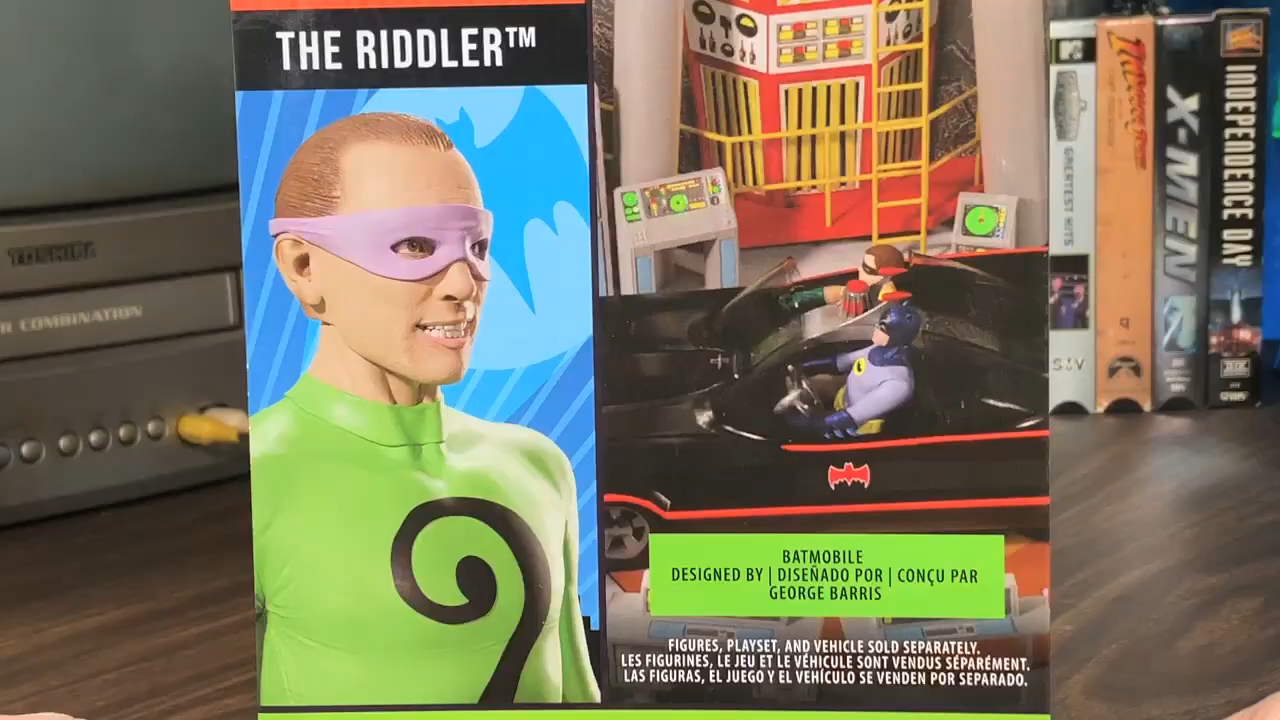 THE RIDDLER™
TOSHIBA
R COMBINATION
BATMOBILE
DESIGNED BY | DISEÑADO POR | CONÇU PAR
GEORGE BARRIS
FIGURES, PLAYSET, AND VEHICLE SOLD SEPARATELY.
LES FIGURINES, LE JEU ET LE VÉHICULE SONT VENDUS SÉPARÉMENT.
LAS FIGURAS, EL JUEGO Y EL VEHÍCULO SE VENDEN POR SEPARADO.
GREATEST HITS
INDIANA JONES
X-MEN
INDEPENDENCE DAY